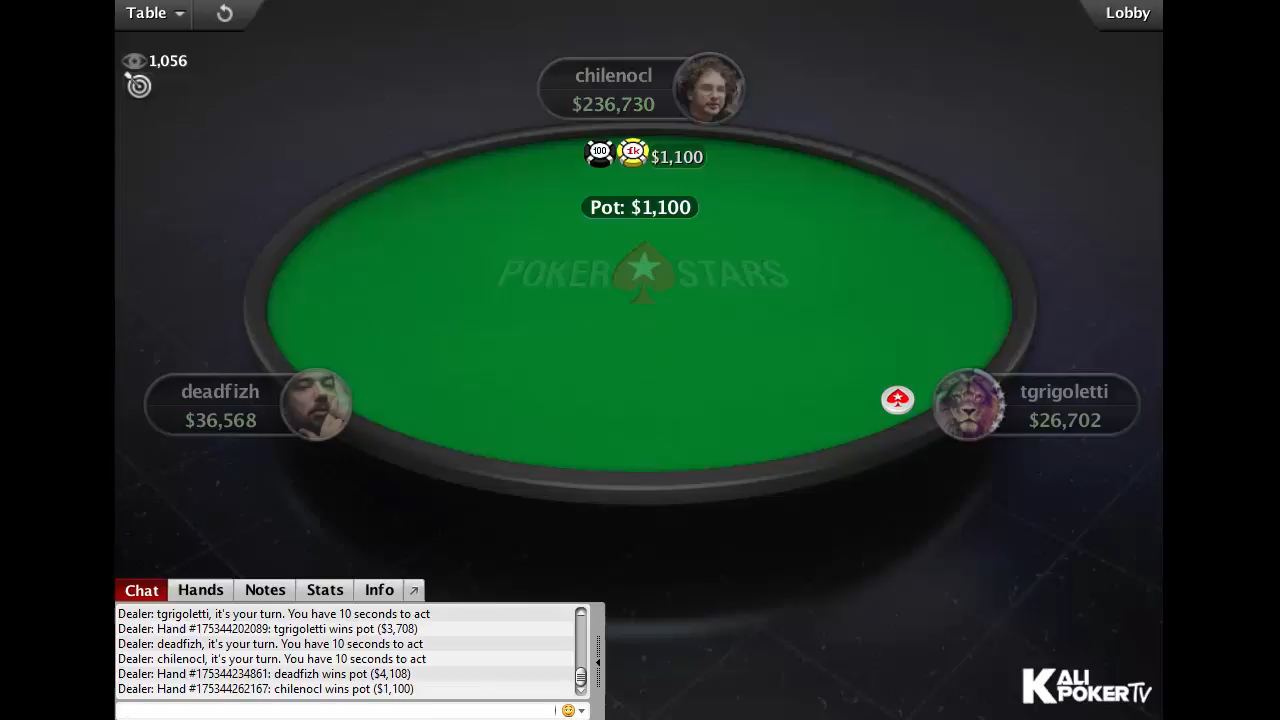 Table
Lobby
1,056
chilenocl
$236,730
100 1k $1,100
Pot: $1,100
POKER STARS
deadfizh
$36,568
tgrigoletti
$26,702
Chat Hands Notes Stats Info
Dealer: tgrigoletti, it's your turn. You have 10 seconds to act
Dealer: Hand #175344202089: tgrigoletti wins pot ($3,708)
Dealer: deadfizh, it's your turn. You have 10 seconds to act
Dealer: chilenocl, it's your turn. You have 10 seconds to act
Dealer: Hand #175344234861: deadfizh wins pot ($4,108)
Dealer: Hand #175344262167: chilenocl wins pot ($1,100)
KALI
POKERTV